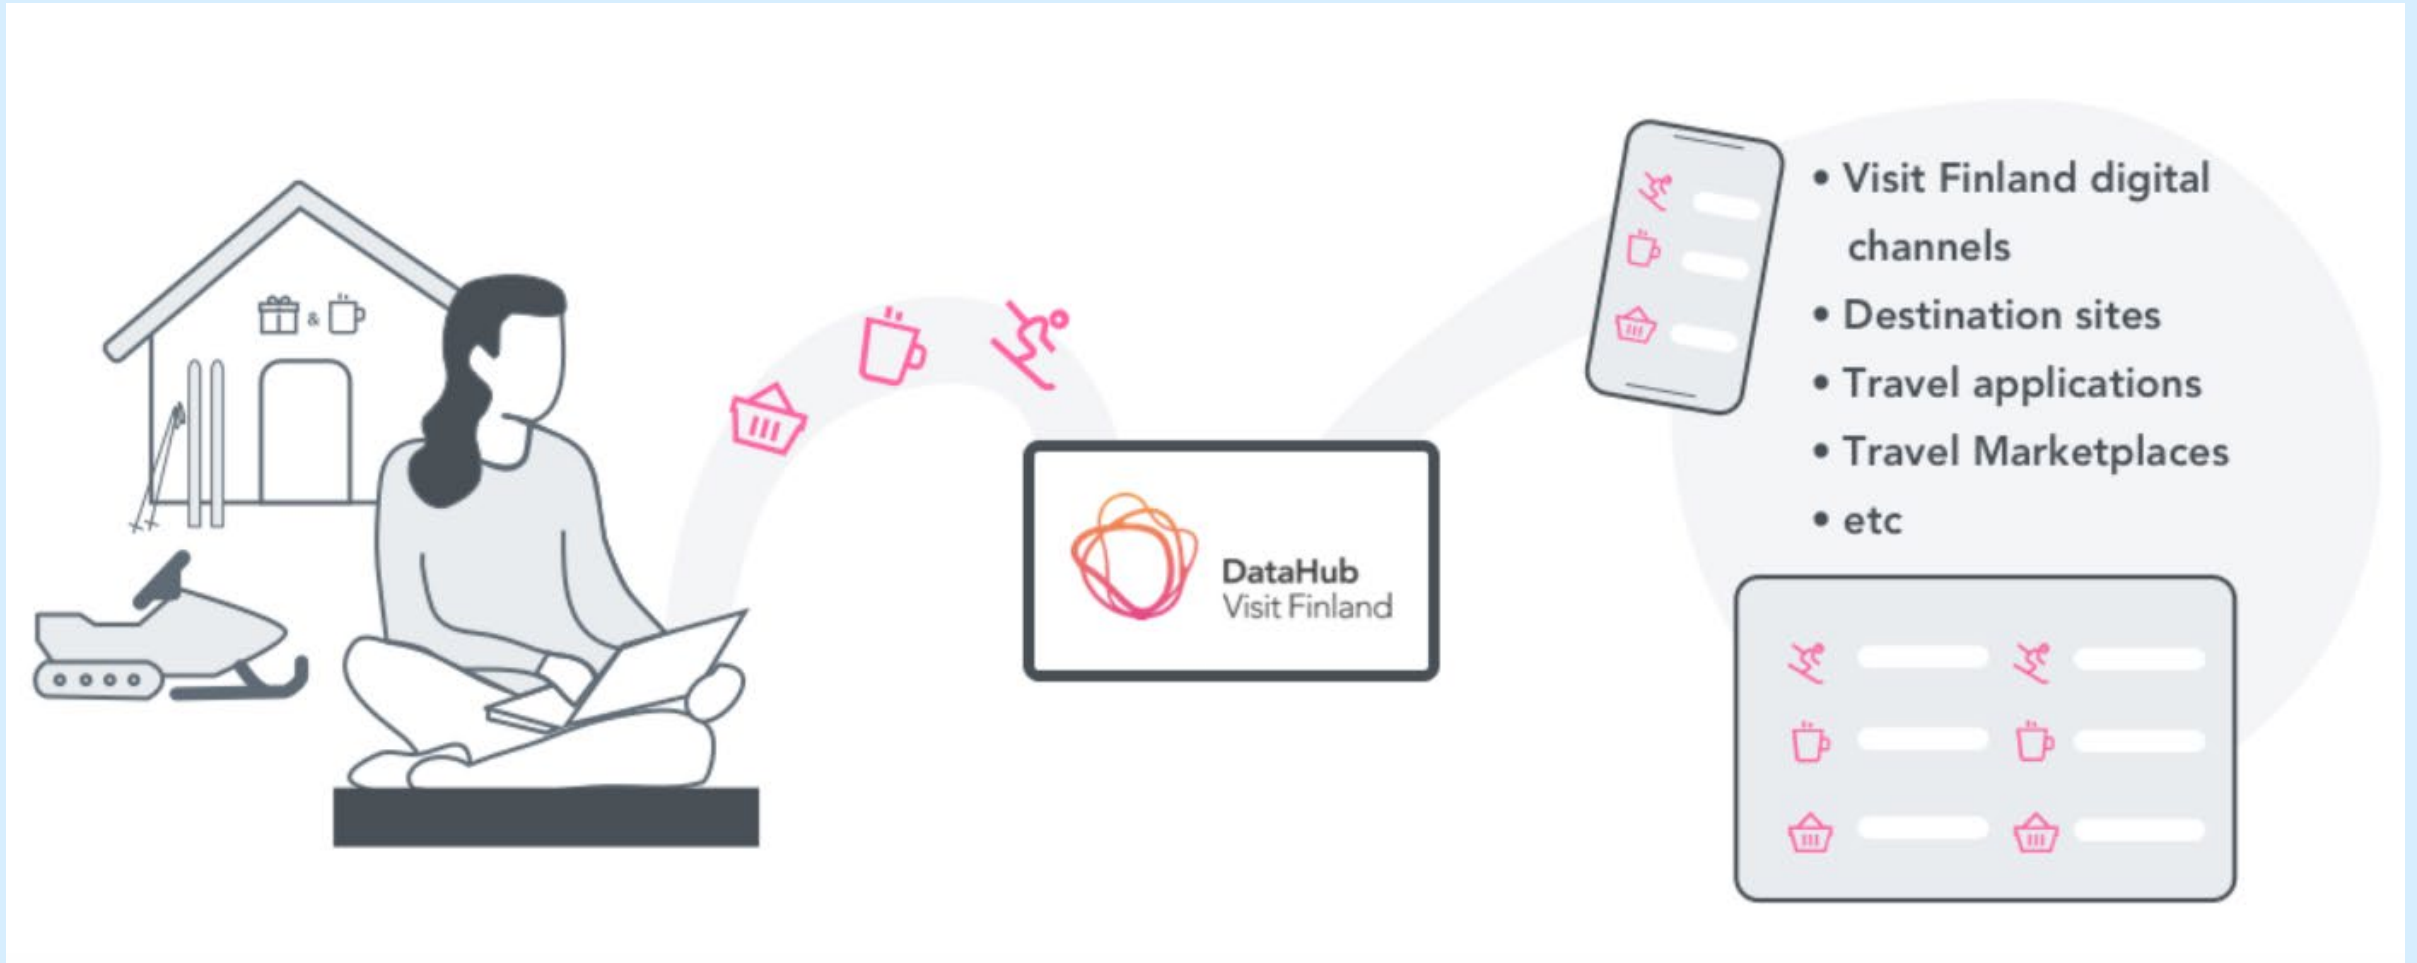 &
DataHub
Visit Finland
• Visit Finland digital
channels
• Destination sites
• Travel applications
• Travel Marketplaces
• etc